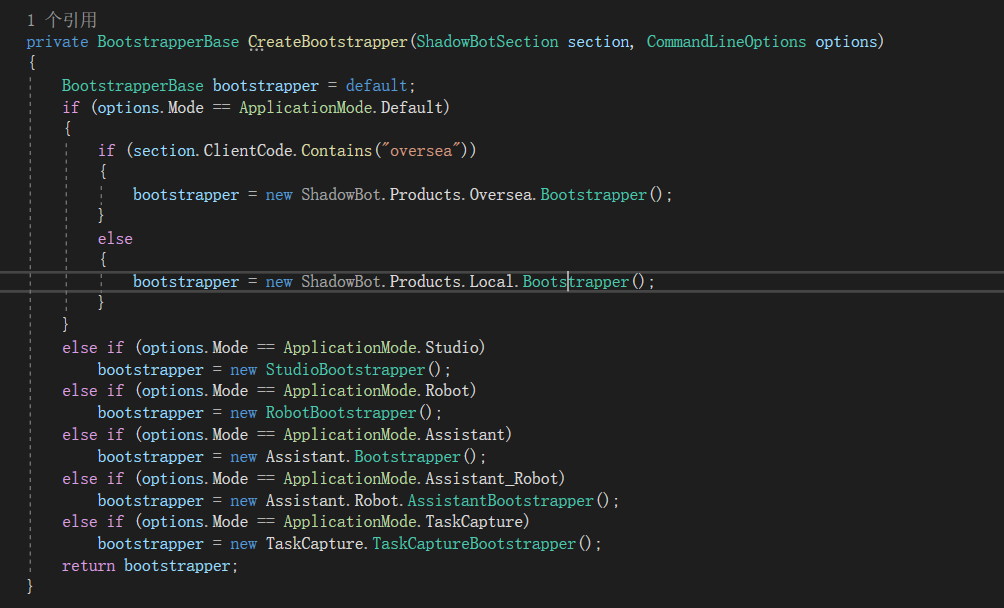 1 个引用
private BootstrapperBase CreateBootstrapper(ShadowBotSection section, CommandLineOptions options)
{
    BootstrapperBase bootstrapper = default;
    if (options.Mode == ApplicationMode.Default)
    {
        if (section.ClientCode.Contains("oversea"))
        {
            bootstrapper = new ShadowBot.Products.Oversea.Bootstrapper();
        }
        else
        {
            bootstrapper = new ShadowBot.Products.Local.Bootstrapper();
        }
    }
    else if (options.Mode == ApplicationMode.Studio)
        bootstrapper = new StudioBootstrapper();
    else if (options.Mode == ApplicationMode.Robot)
        bootstrapper = new RobotBootstrapper();
    else if (options.Mode == ApplicationMode.Assistant)
        bootstrapper = new Assistant.Bootstrapper();
    else if (options.Mode == ApplicationMode.Assistant_Robot)
        bootstrapper = new Assistant.Robot.AssistantBootstrapper();
    else if (options.Mode == ApplicationMode.TaskCapture)
        bootstrapper = new TaskCapture.TaskCaptureBootstrapper();
    return bootstrapper;
}